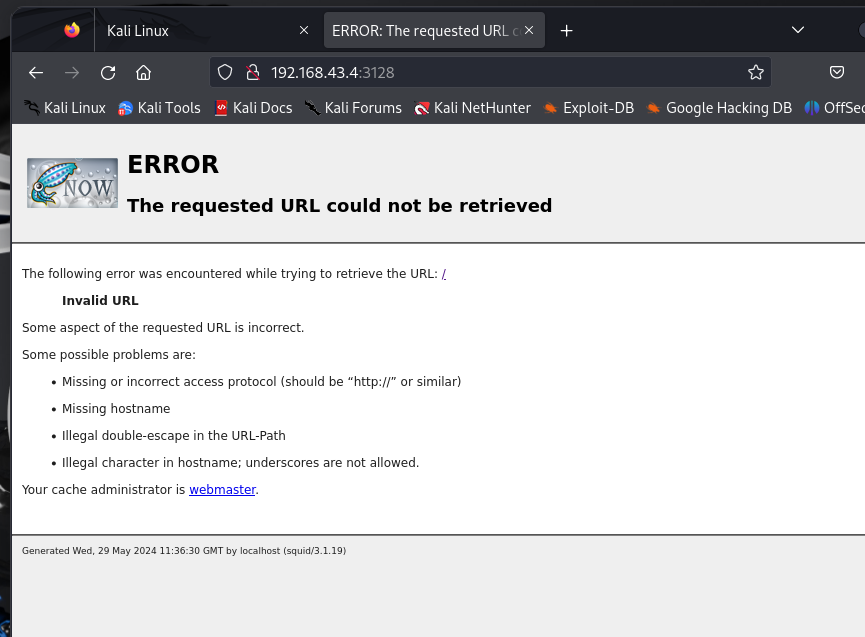 Kali Linux
ERROR: The requested URL c
192.168.43.4:3128
Kali Linux Kali Tools Kali Docs Kali Forums Kali NetHunter Exploit-DB Google Hacking DB OffSec
NOW
ERROR
The requested URL could not be retrieved
The following error was encountered while trying to retrieve the URL: /
Invalid URL
Some aspect of the requested URL is incorrect.
Some possible problems are:
• Missing or incorrect access protocol (should be “http://” or similar)
• Missing hostname
• Illegal double-escape in the URL-Path
• Illegal character in hostname; underscores are not allowed.
Your cache administrator is webmaster.
Generated Wed, 29 May 2024 11:36:30 GMT by localhost (squid/3.1.19)